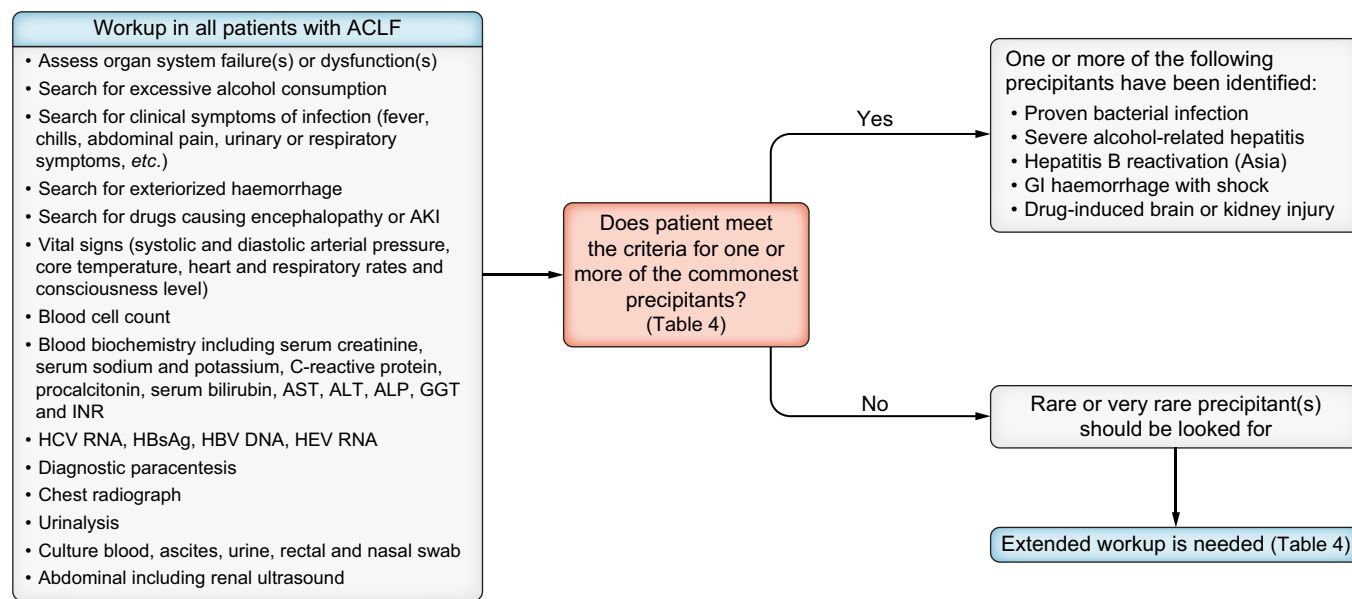 Workup in all patients with ACLF
• Assess organ system failure(s) or dysfunction(s)
• Search for excessive alcohol consumption
• Search for clinical symptoms of infection (fever,
chills, abdominal pain, urinary or respiratory
symptoms, etc.)
• Search for exteriorized haemorrhage
• Search for drugs causing encephalopathy or AKI
• Vital signs (systolic and diastolic arterial pressure,
core temperature, heart and respiratory rates and
consciousness level)
• Blood cell count
• Blood biochemistry including serum creatinine,
serum sodium and potassium, C-reactive protein,
procalcitonin, serum bilirubin, AST, ALT, ALP, GGT
and INR
• HCV RNA, HBsAg, HBV DNA, HEV RNA
• Diagnostic paracentesis
• Chest radiograph
• Urinalysis
• Culture blood, ascites, urine, rectal and nasal swab
• Abdominal including renal ultrasound
Does patient meet
the criteria for one or
more of the commonest
precipitants?
(Table 4)
Yes
One or more of the following
precipitants have been identified:
• Proven bacterial infection
• Severe alcohol-related hepatitis
• Hepatitis B reactivation (Asia)
• GI haemorrhage with shock
• Drug-induced brain or kidney injury
No
Rare or very rare precipitant(s)
should be looked for
Extended workup is needed (Table 4)